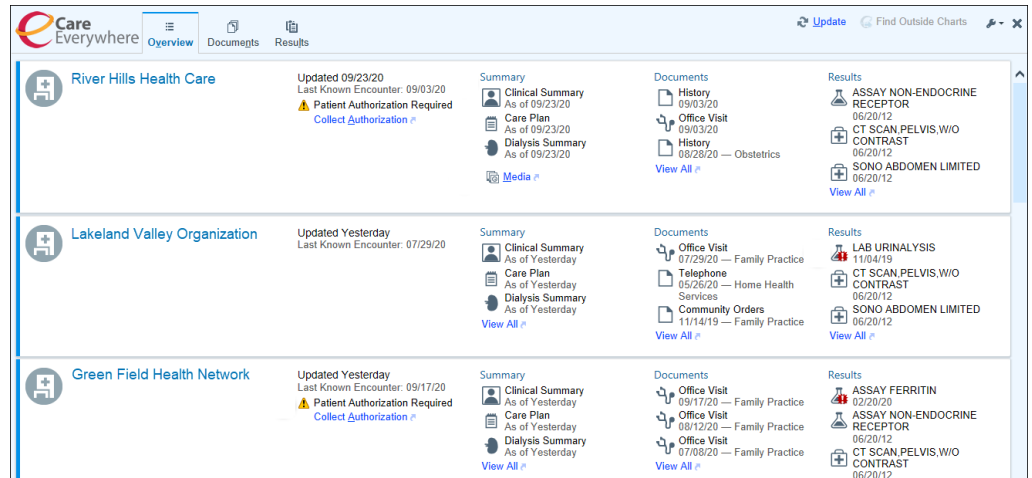 Care
Everywhere
Overview
Documents
Results
Update
Find Outside Charts
River Hills Health Care
Updated 09/23/20
Last Known Encounter: 09/03/20
Patient Authorization Required
Collect Authorization
Summary
Clinical Summary
As of 09/23/20
Care Plan
As of 09/23/20
Dialysis Summary
As of 09/23/20
Media
Documents
History
09/03/20
Office Visit
09/03/20
History
08/28/20 — Obstetrics
View All
Results
ASSAY NON-ENDOCRINE
RECEPTOR
06/20/12
CT SCAN,PELVIS,W/O
CONTRAST
06/20/12
SONO ABDOMEN LIMITED
06/20/12
View All
Lakeland Valley Organization
Updated Yesterday
Last Known Encounter: 07/29/20
Summary
Clinical Summary
As of Yesterday
Care Plan
As of Yesterday
Dialysis Summary
As of Yesterday
View All
Documents
Office Visit
07/29/20 — Family Practice
Telephone
05/26/20 — Home Health
Services
Community Orders
11/14/19 — Family Practice
View All
Results
LAB URINALYSIS
11/04/19
CT SCAN,PELVIS,W/O
CONTRAST
06/20/12
SONO ABDOMEN LIMITED
06/20/12
View All
Green Field Health Network
Updated Yesterday
Last Known Encounter: 09/17/20
Patient Authorization Required
Collect Authorization
Summary
Clinical Summary
As of Yesterday
Care Plan
As of Yesterday
Dialysis Summary
As of Yesterday
View All
Documents
Office Visit
09/17/20 — Family Practice
Office Visit
08/12/20 — Family Practice
Office Visit
07/08/20 — Family Practice
View All
Results
ASSAY FERRITIN
02/20/20
ASSAY NON-ENDOCRINE
RECEPTOR
06/20/12
CT SCAN,PELVIS,W/O
CONTRAST
06/20/12